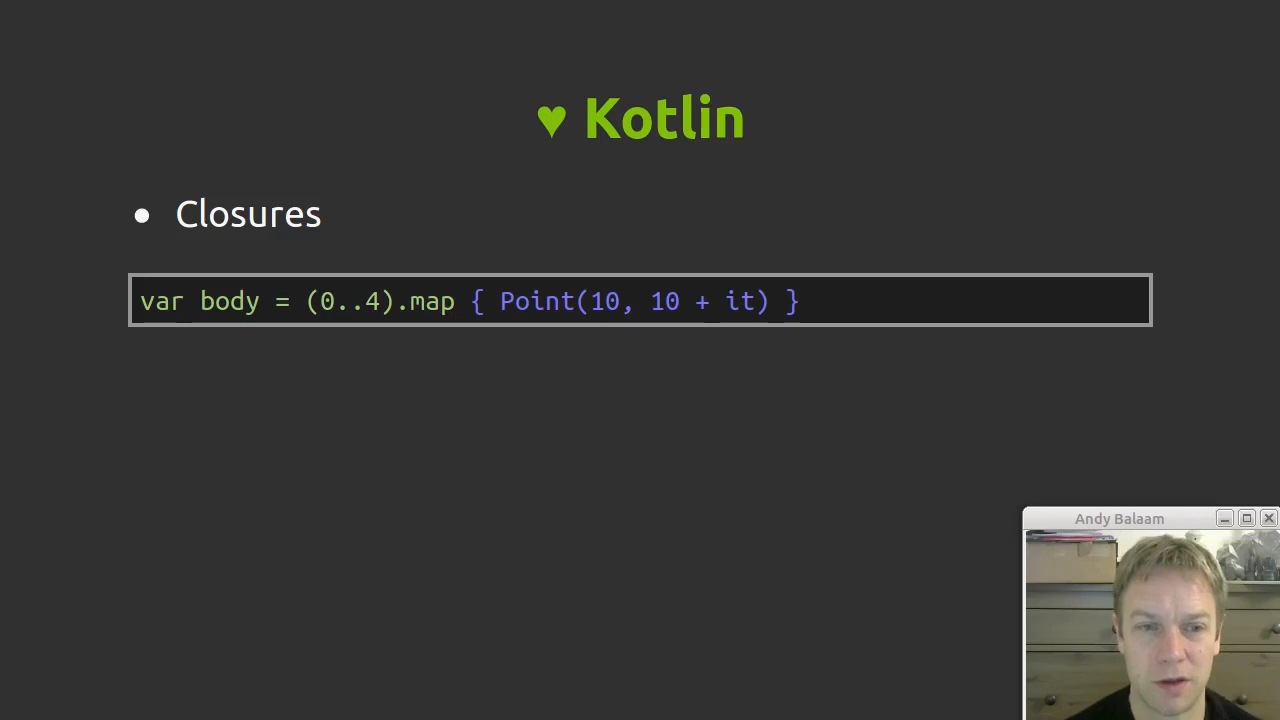 ♥ Kotlin
● Closures
var body = (0..4).map { Point(10, 10 + it) }
Andy Balaam